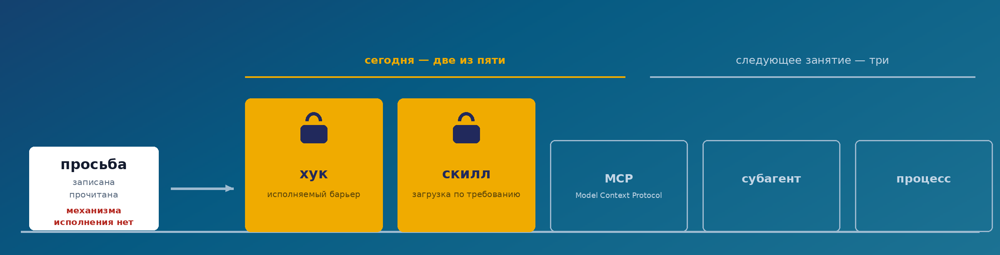 сегодня — две из пяти
следующее занятие — три
просьба
записана
прочитана
механизма
исполнения нет
хук
исполняемый барьер
скилл
загрузка по требованию
MCP
Model Context Protocol
субагент
процесс